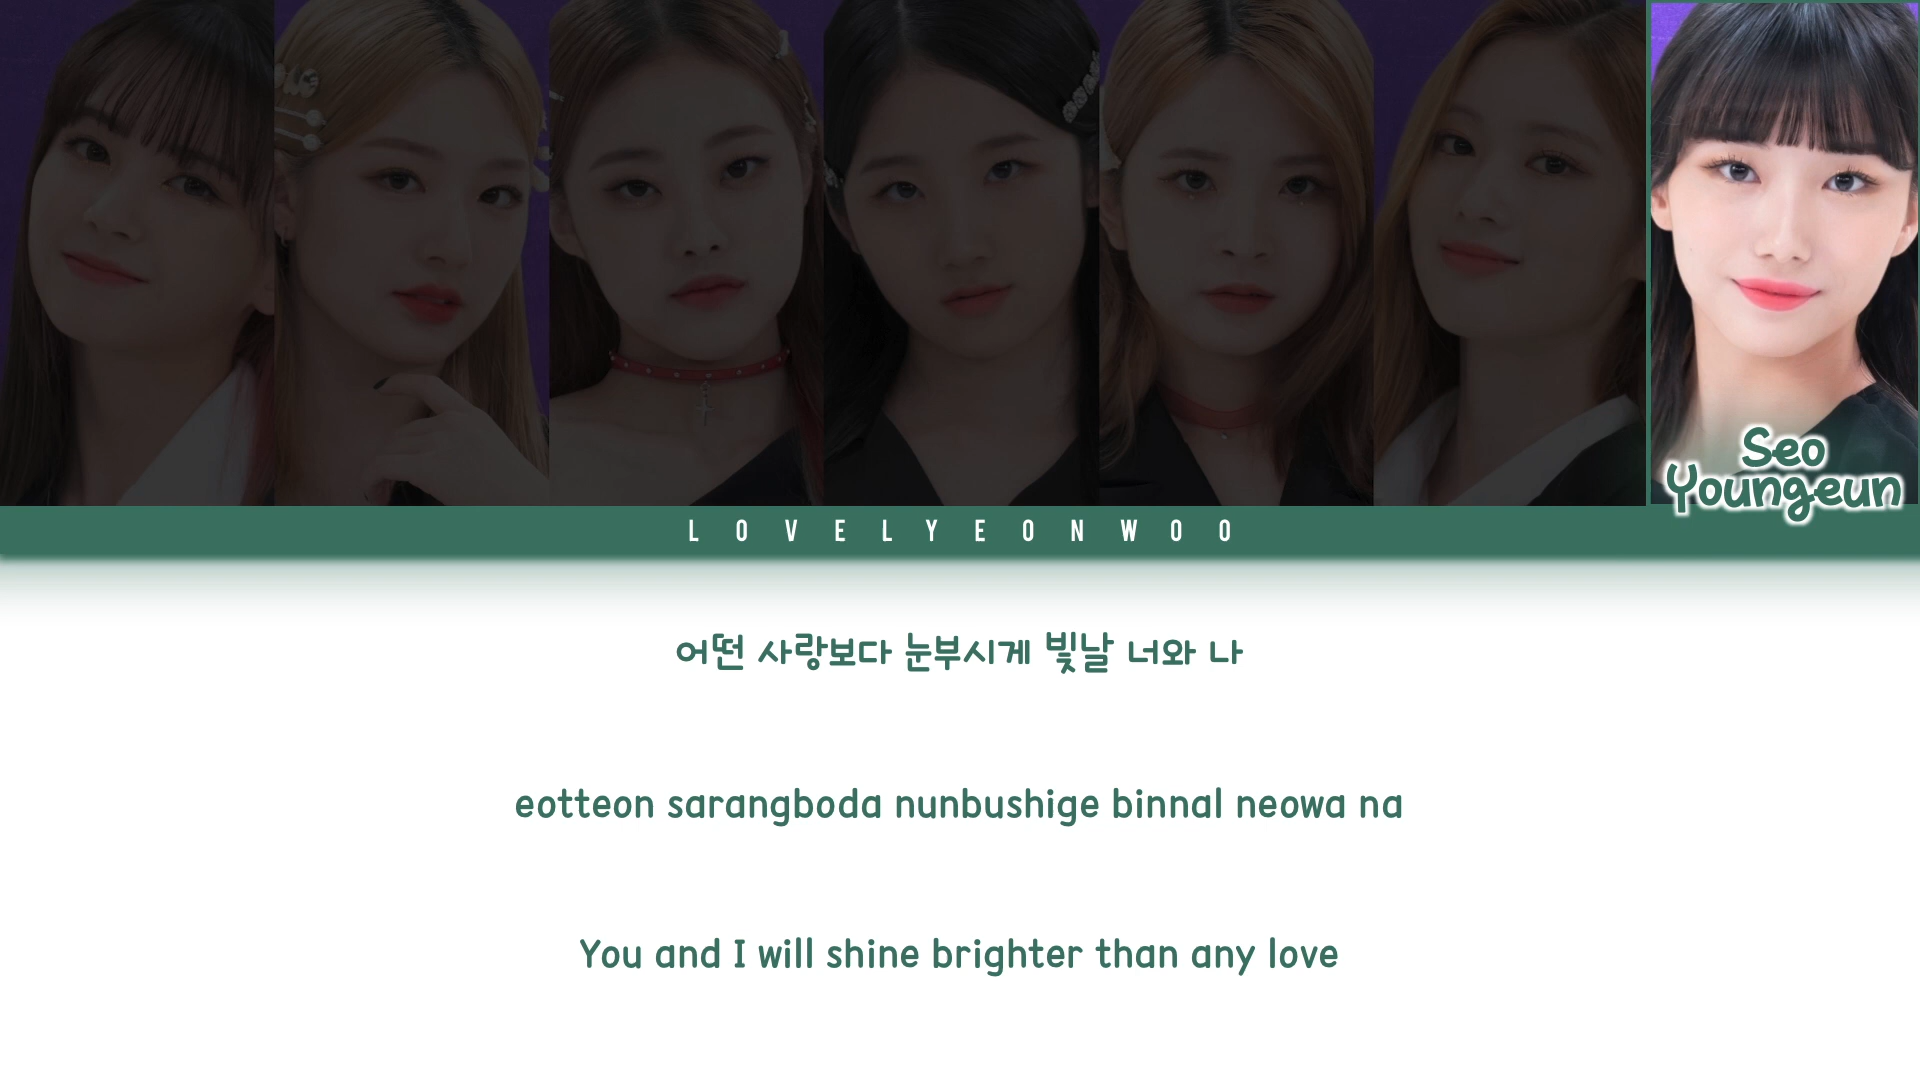 Seo
Youngeun
LOVELYEONWOO
어떤 사랑보다 눈부시게 빛날 너와 나
eotteon sarangboda nunbushige binnal neowa na
You and I will shine brighter than any love